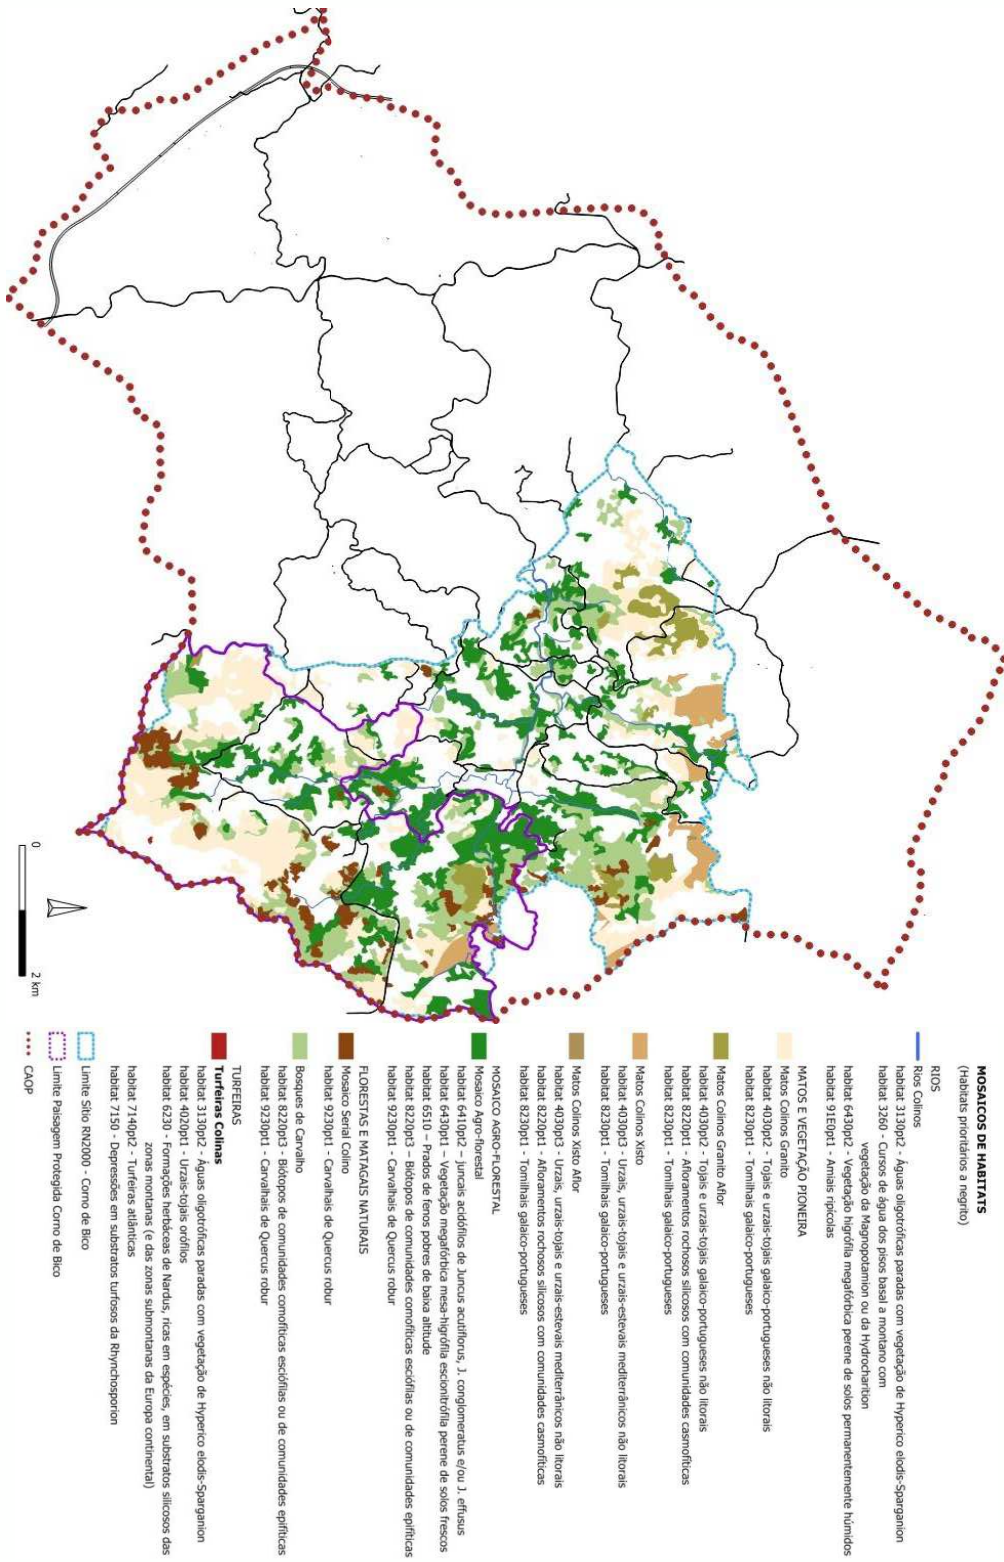 MOSAICOS DE HABITATS
(Habitats prioritários a negrito)
RIOS
Rios Colinos
habitat 3130pt2 - Águas oligotróficas paradas com vegetação de Hyperico elodis-Sparganion
habitat 3260 - Cursos de água dos pisos basal a montano com
vegetação da Magnopotamion ou da Hydrocharition
habitat 6430pt2 - Vegetação higrófila megafórbica perene de solos permanentemente húmidos
habitat 91E0pt1 - Amiais ripícolas
MATOS E VEGETAÇÃO PIONEIRA
Matos Colinos Granito
habitat 4030pt2 - Tojais e urzais-tojais galaico-portugueses não litorais
habitat 8230pt1 - Tomilhais galaico-portugueses
Matos Colinos Granito Aflor
habitat 4030pt2 - Tojais e urzais-tojais galaico-portugueses não litorais
habitat 8220pt1 - Afloramentos rochosos silicosos com comunidades casmofíticas
habitat 8230pt1 - Tomilhais galaico-portugueses
Matos Colinos Xisto
habitat 4030pt3 - Urzais, urzais-tojais e urzais-estevais mediterrânicos não litorais
habitat 8230pt1 - Tomilhais galaico-portugueses
Matos Colinos Xisto Aflor
habitat 4030pt3 - Urzais, urzais-tojais e urzais-estevais mediterrânicos não litorais
habitat 8220pt1 - Afloramentos rochosos silicosos com comunidades casmofíticas
habitat 8230pt1 - Tomilhais galaico-portugueses
MOSAICO AGRO-FLORESTAL
Mosaico Agro-florestal
habitat 6410pt2 – juncais acidófilos de Juncus acutiflorus, J. conglomeratus e/ou J. effusus
habitat 6430pt1 – Vegetação megafórbica meso-higrófila escionitrófila perene de solos frescos
habitat 6510 – Prados de fenos pobres de baixa altitude
habitat 8220pt3 – Biótopos de comunidades comofíticas esciófilas ou de comunidades epifíticas
habitat 9230pt1 - Carvalhais de Quercus robur
FLORESTAS E MATAGAIS NATURAIS
Mosaico Serial Colino
habitat 9230pt1 - Carvalhais de Quercus robur
Bosques de Carvalho
habitat 8220pt3 - Biótopos de comunidades comofíticas esciófilas ou de comunidades epifíticas
habitat 9230pt1 - Carvalhais de Quercus robur
TURFEIRAS
Turfeiras Colinas
habitat 3130pt2 - Águas oligotróficas paradas com vegetação de Hyperico elodis-Sparganion
habitat 4020pt1 - Urzais-tojais higrófilos
habitat 6230 - Formações herbáceas de Nardus, ricas em espécies, em substratos silicosos das
zonas montanas (e das zonas submontanas da Europa continental)
habitat 7140pt2 - Turfeiras atlânticas
habitat 7150 - Depressões em substratos turfosos da Rhynchosporion
Limite Sítio RN2000 - Corno de Bico
Limite Paisagem Protegida Corno de Bico
CAOP
0 2 km